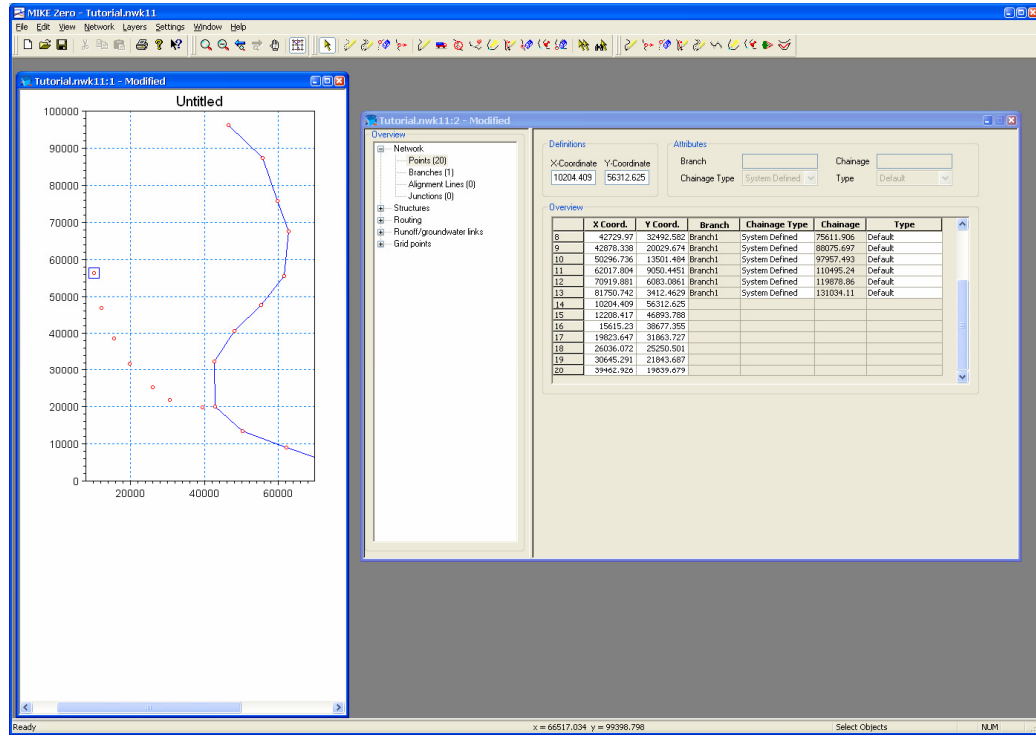 MIKE Zero - Tutorial.nwk11
File Edit View Network Layers Settings Window Help
Tutorial.nwk11:1 - Modified
Untitled
100000
90000
80000
70000
60000
50000
40000
30000
20000
10000
0
20000 40000 60000
Tutorial.nwk11:2 - Modified
Overview
Network
Points (20)
Branches (1)
Alignment Lines (0)
Junctions (0)
Structures
Routing
Runoff/groundwater links
Grid points
Definitions
X-Coordinate Y-Coordinate
10204.409 56312.625
Attributes
Branch Chainage
Chainage Type System Defined Type Default
Overview
X Coord. Y Coord. Branch Chainage Type Chainage Type
8 42729.97 32492.582 Branch1 System Defined 75611.906 Default
9 42878.338 20029.674 Branch1 System Defined 88075.697 Default
10 50296.736 13501.484 Branch1 System Defined 97957.493 Default
11 62017.804 9050.4451 Branch1 System Defined 110495.24 Default
12 70919.881 6083.0861 Branch1 System Defined 119878.86 Default
13 81750.742 3412.4629 Branch1 System Defined 131034.11 Default
14 10204.409 56312.625
15 12208.417 46893.788
16 15615.23 38677.355
17 19823.647 31863.727
18 26036.072 25250.501
19 30645.291 21843.687
20 39462.926 19839.679
Ready x = 66517.034 y = 99398.798 Select Objects NUM